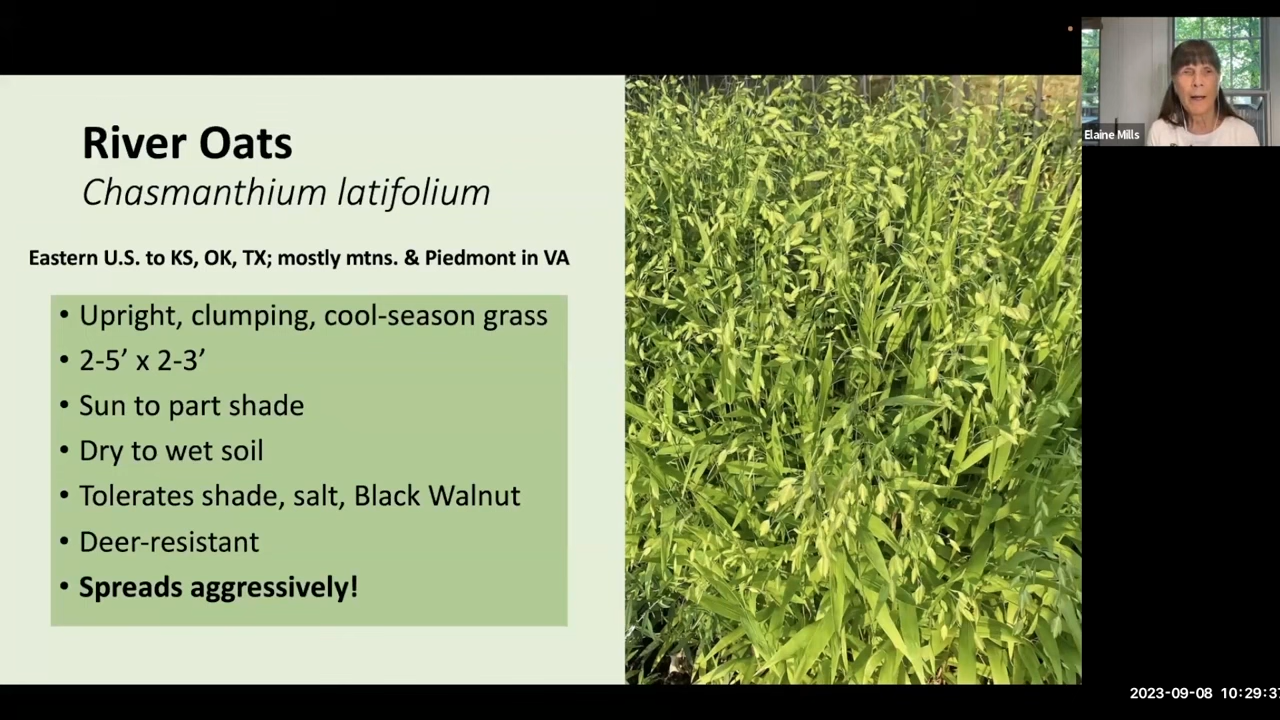 River Oats
Chasmanthium latifolium
Eastern U.S. to KS, OK, TX; mostly mtns. & Piedmont in VA
• Upright, clumping, cool-season grass
• 2-5’ x 2-3’
• Sun to part shade
• Dry to wet soil
• Tolerates shade, salt, Black Walnut
• Deer-resistant
• Spreads aggressively!
Elaine Mills
2023-09-08 10:29:3